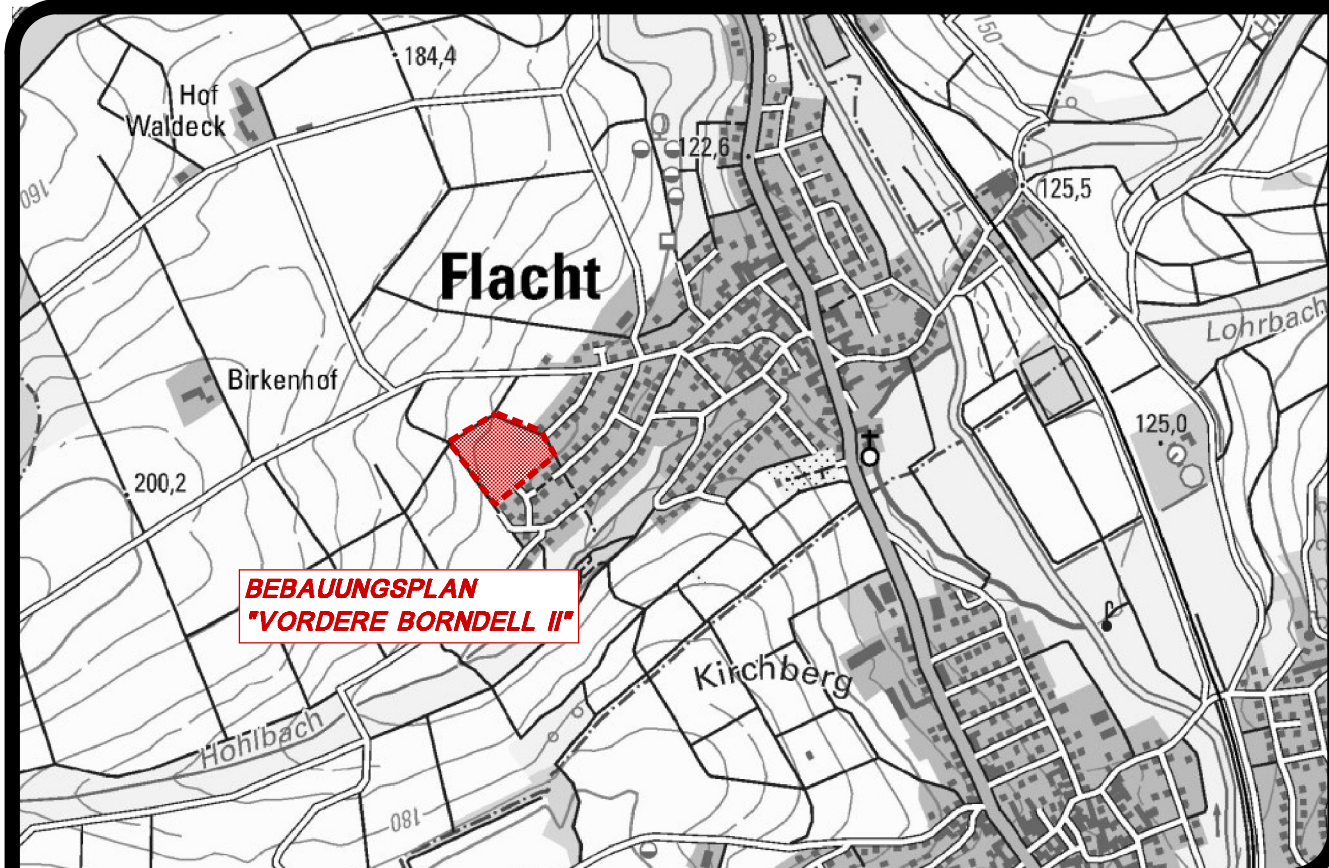 184,4
150
Hof
Waldeck
122,6
160
125,5
Flacht
Lohrbach
Birkenhof
125,0
200,2
BEBAUUNGSPLAN
"VORDERE BORNDELL II"
Kirchberg
Hohlbach
180